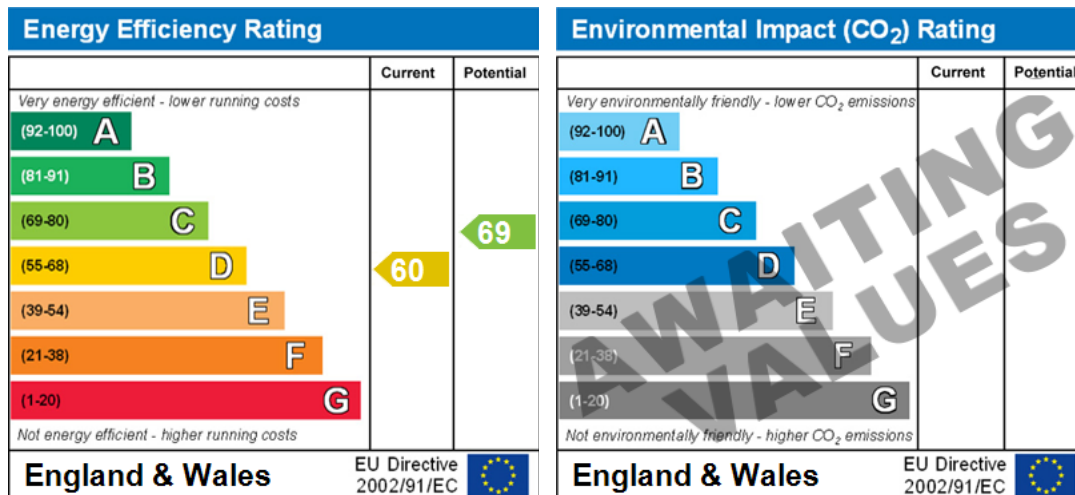 Energy Efficiency Rating
Current Potential
Very energy efficient - lower running costs
(92-100) A
(81-91) B
(69-80) C
69
(55-68) D
60
(39-54) E
(21-38) F
(1-20) G
Not energy efficient - higher running costs
England & Wales
EU Directive
2002/91/EC
Environmental Impact (CO₂) Rating
Current Potential
Very environmentally friendly - lower CO₂ emissions
(92-100) A
(81-91) B
(69-80) C
(55-68) D
(39-54) E
(21-38) F
(1-20) G
AWAITING
VALUES
Not environmentally friendly - higher CO₂ emissions
England & Wales
EU Directive
2002/91/EC